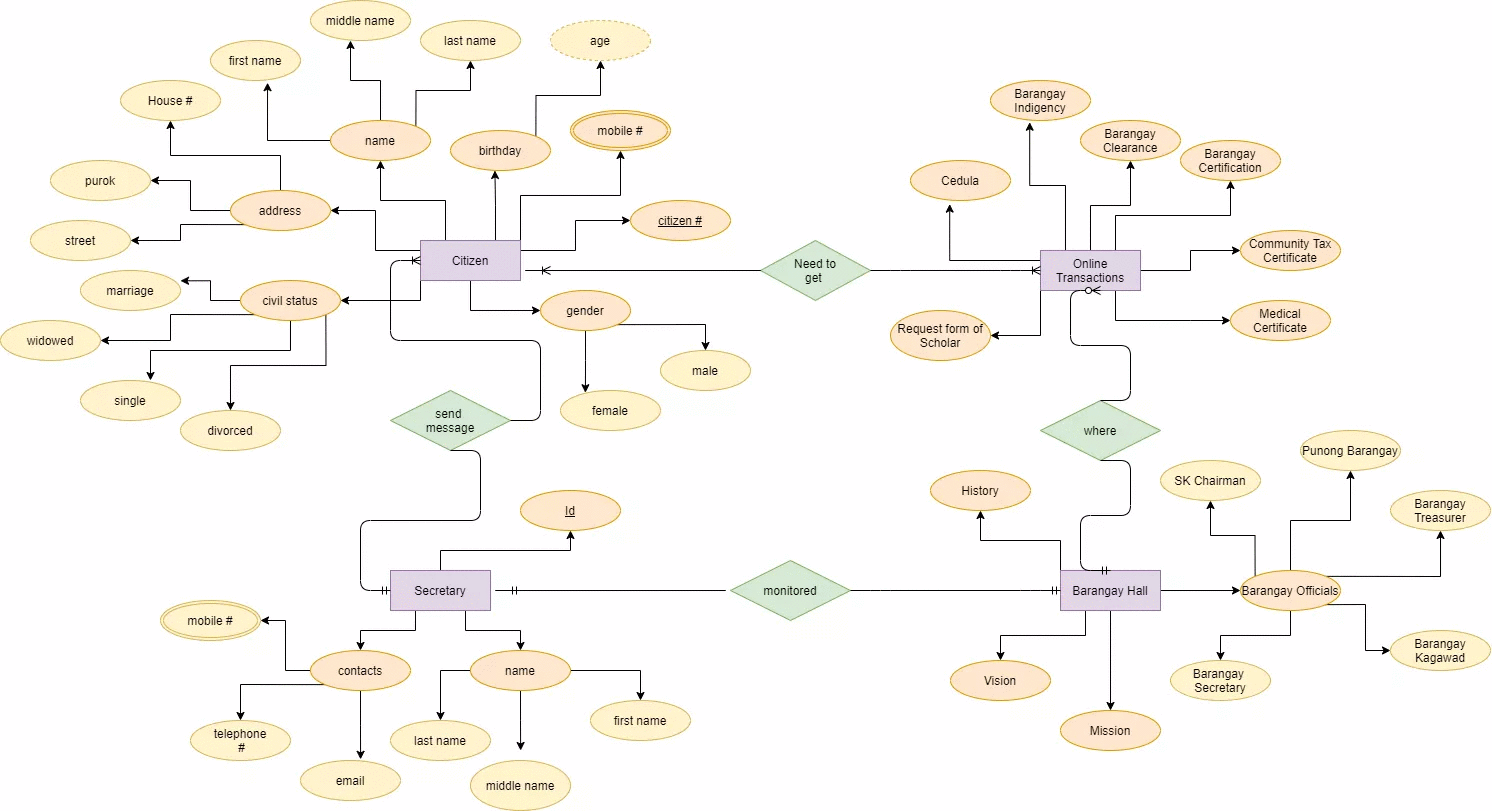 middle name
last name
age
first name
House #
name
birthday
mobile #
Barangay
Indigency
Barangay
Clearance
Barangay
Certification
purok
address
citizen #
Cedula
street
Citizen
Need to
get
Online
Transactions
Community Tax
Certificate
marriage
civil status
gender
Request form of
Scholar
Medical
Certificate
widowed
male
single
female
divorced
send
message
where
Punong Barangay
SK Chairman
Barangay
Treasurer
History
Id
Secretary
monitored
Barangay Hall
Barangay Officials
mobile #
contacts
name
Vision
Barangay
Secretary
Barangay
Kagawad
telephone
#
last name
first name
Mission
email
middle name